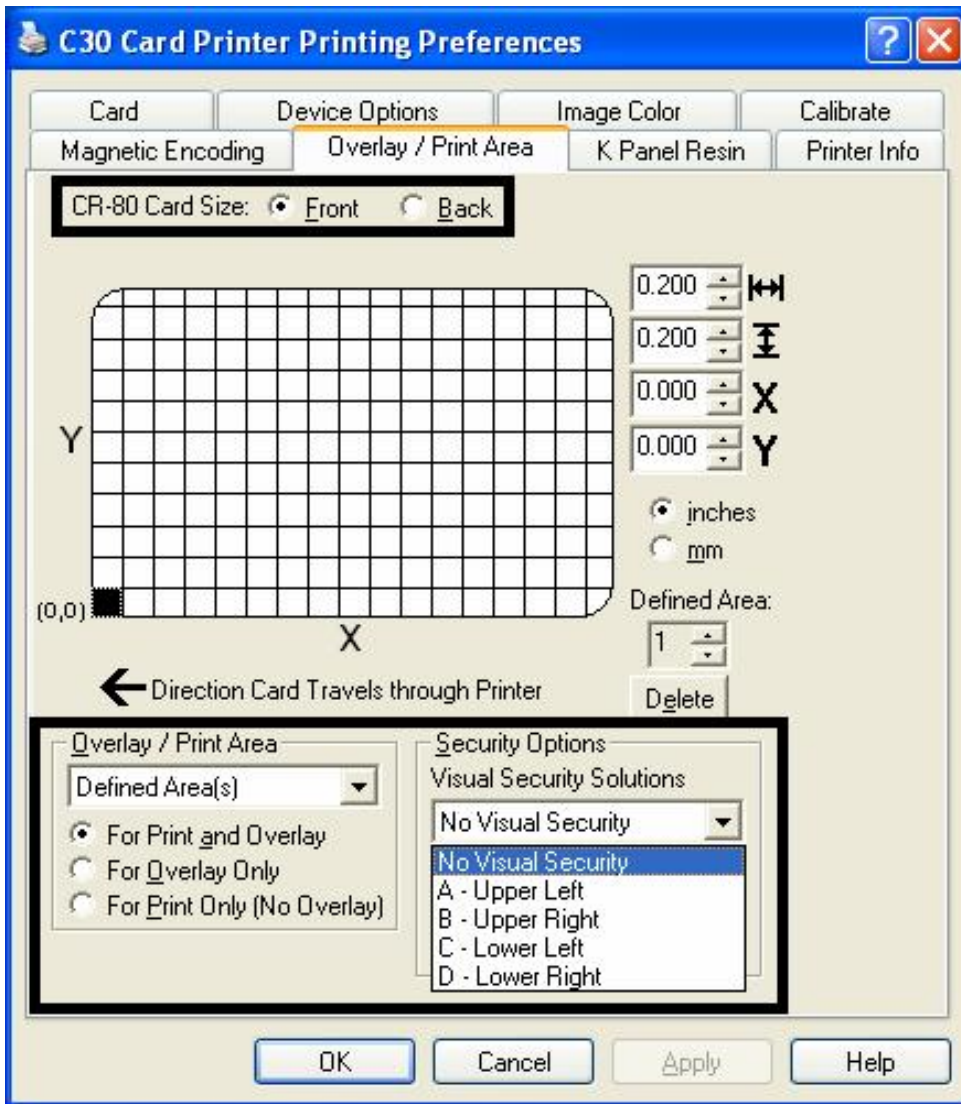 C30 Card Printer Printing Preferences
Card
Device Options
Image Color
Calibrate
Magnetic Encoding
Overlay / Print Area
K Panel Resin
Printer Info
CR-80 Card Size: Front Back
0.200
0.200
0.000 X
0.000 Y
Y
inches
mm
(0,0)
X
Defined Area:
1
Direction Card Travels through Printer
Delete
Overlay / Print Area
Defined Area(s)
For Print and Overlay
For Overlay Only
For Print Only (No Overlay)
Security Options
Visual Security Solutions
No Visual Security
No Visual Security
A - Upper Left
B - Upper Right
C - Lower Left
D - Lower Right
OK
Cancel
Apply
Help